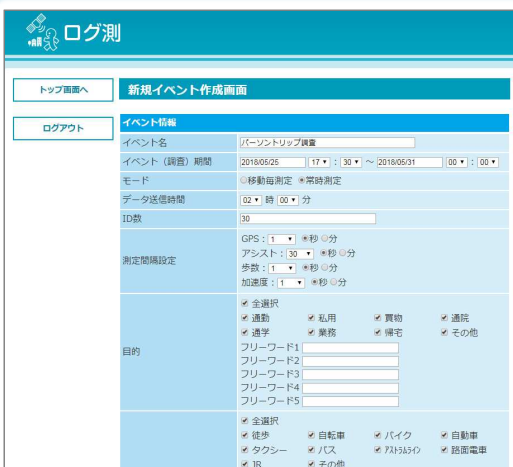 ログ測
トップ画面へ
新規イベント作成画面
ログアウト
イベント情報
イベント名 パーソントリップ調査
イベント（調査）期間 2018/05/25 17 : 30 ～ 2018/05/31 00 : 00
モード 移動毎測定 常時測定
データ送信時間 02 時 00 分
ID数 30
測定間隔設定
GPS : 1 秒 分
アシスト : 30 秒 分
歩数 : 1 秒 分
加速度 : 1 秒 分
目的
全選択
通勤 私用 買物 通院
通学 業務 帰宅 その他
フリーワード1
フリーワード2
フリーワード3
フリーワード4
フリーワード5
全選択
徒歩 自転車 バイク 自動車
タクシー バス アストラムライン 路面電車
JR その他